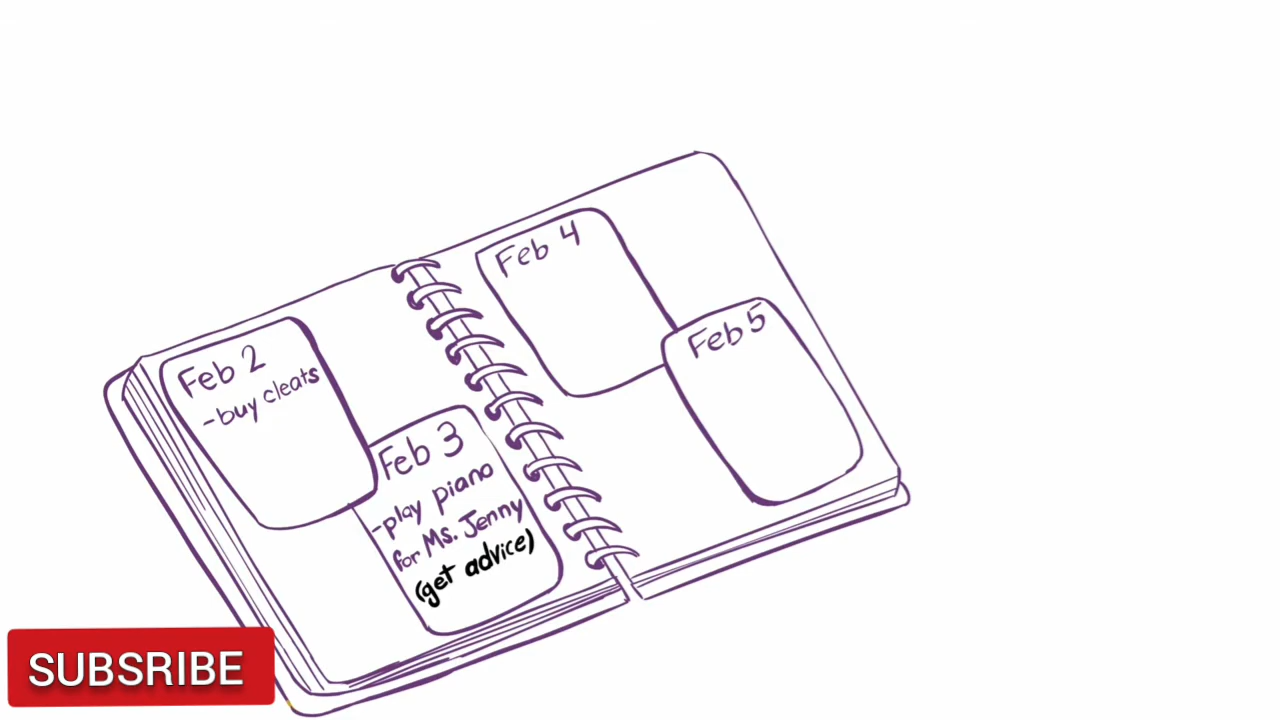 Feb 2
-buy cleats
Feb 3
-play piano
for Ms. Jenny
(get advice)
Feb 4
Feb 5
SUBSRIBE